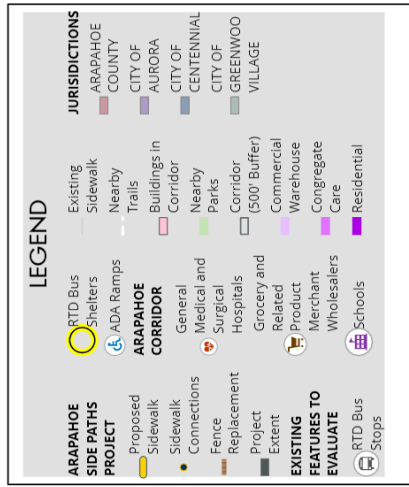 LEGEND
ARAPAHOE
SIDE PATHS
PROJECT
Proposed
Sidewalk
Sidewalk
Connections
Fence
Replacement
Project
Extent
EXISTING
FEATURES TO
EVALUATE
RTD Bus
Stops
RTD Bus
Shelters
ADA Ramps
ARAPAHOE
CORRIDOR
General
Medical and
Surgical
Hospitals
Grocery and
Related
Product
Merchant
Wholesalers
Schools
Existing
Sidewalk
Nearby
Trails
Buildings in
Corridor
Nearby
Parks
Corridor
(500' Buffer)
Commercial
Warehouse
Congregate
Care
Residential
JURISIDICTIONS
ARAPAHOE
COUNTY
CITY OF
AURORA
CITY OF
CENTENNIAL
CITY OF
GREENWOO
VILLAGE